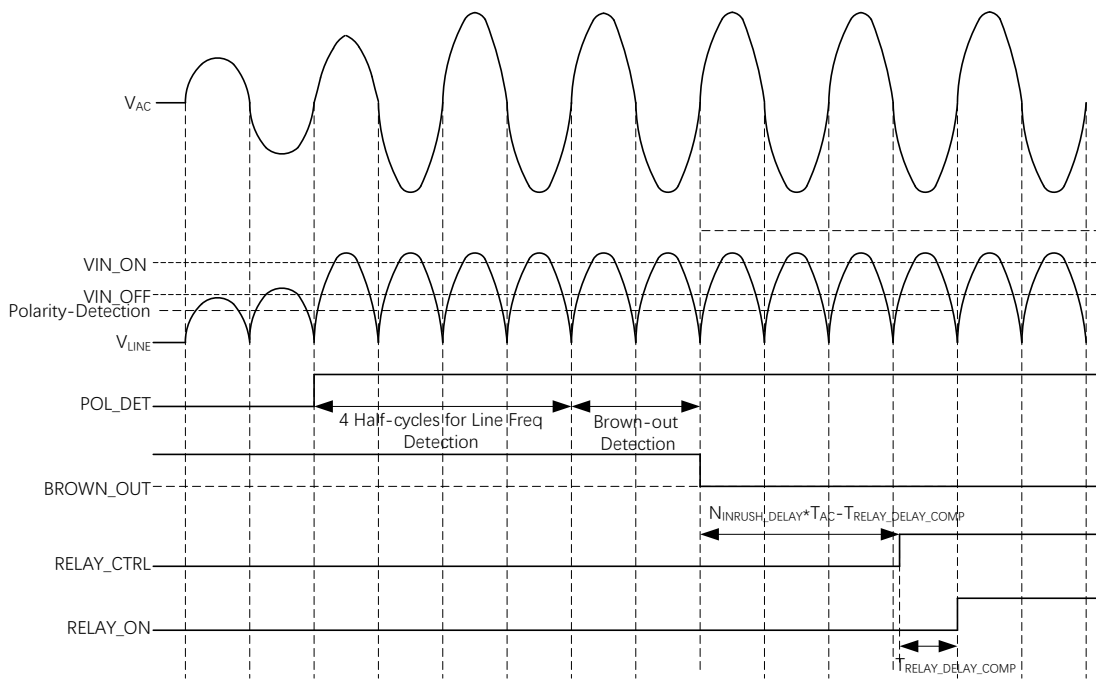 VAC
VIN_ON
VIN_OFF
Polarity-Detection
VLINE
POL_DET
4 Half-cycles for Line Freq
Detection
Brown-out
Detection
BROWN_OUT
NINRUSH_DELAY*TAC-TRELAY_DELAY_COMP
RELAY_CTRL
RELAY_ON
TRELAY_DELAY_COMP